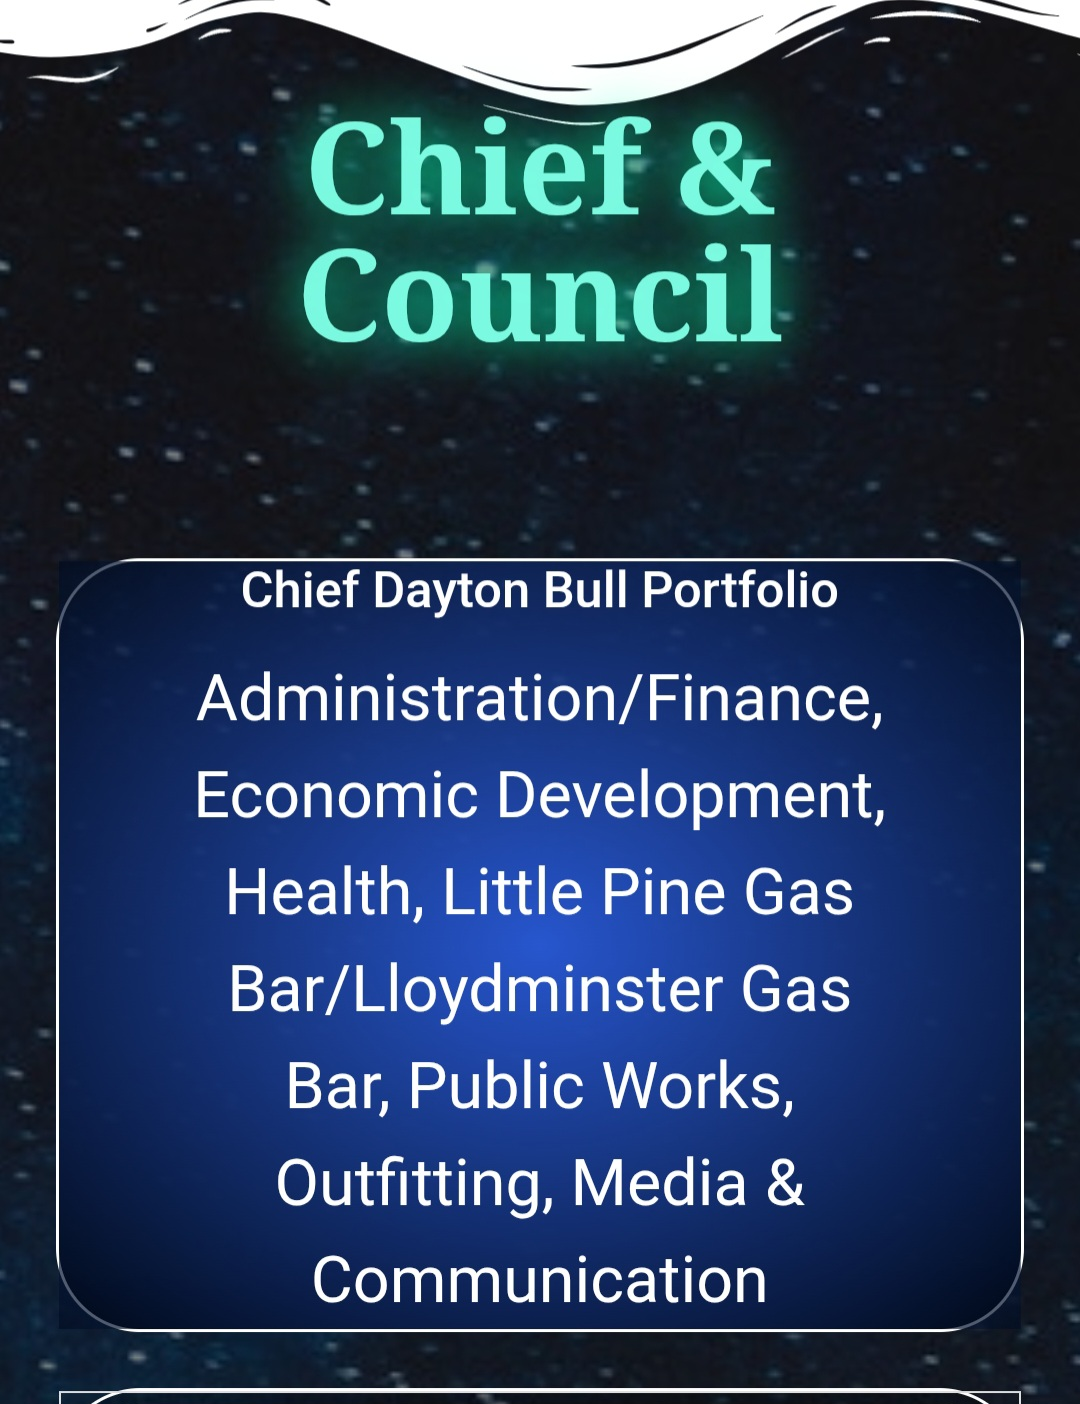 Chief &
Council
Chief Dayton Bull Portfolio
Administration/Finance,
Economic Development,
Health, Little Pine Gas
Bar/Lloydminster Gas
Bar, Public Works,
Outfitting, Media &
Communication